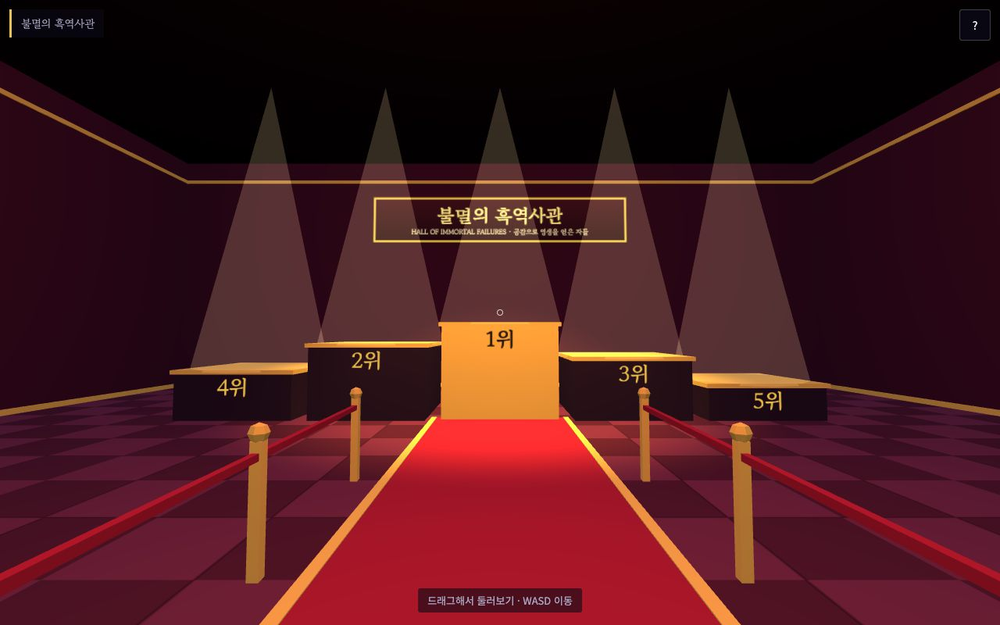 불멸의 흑역사관
?
불멸의 흑역사관
HALL OF IMMORTAL FAILURES · 공감으로 영생을 얻은 자들
1위
2위
3위
4위
5위
드래그해서 둘러보기 · WASD 이동